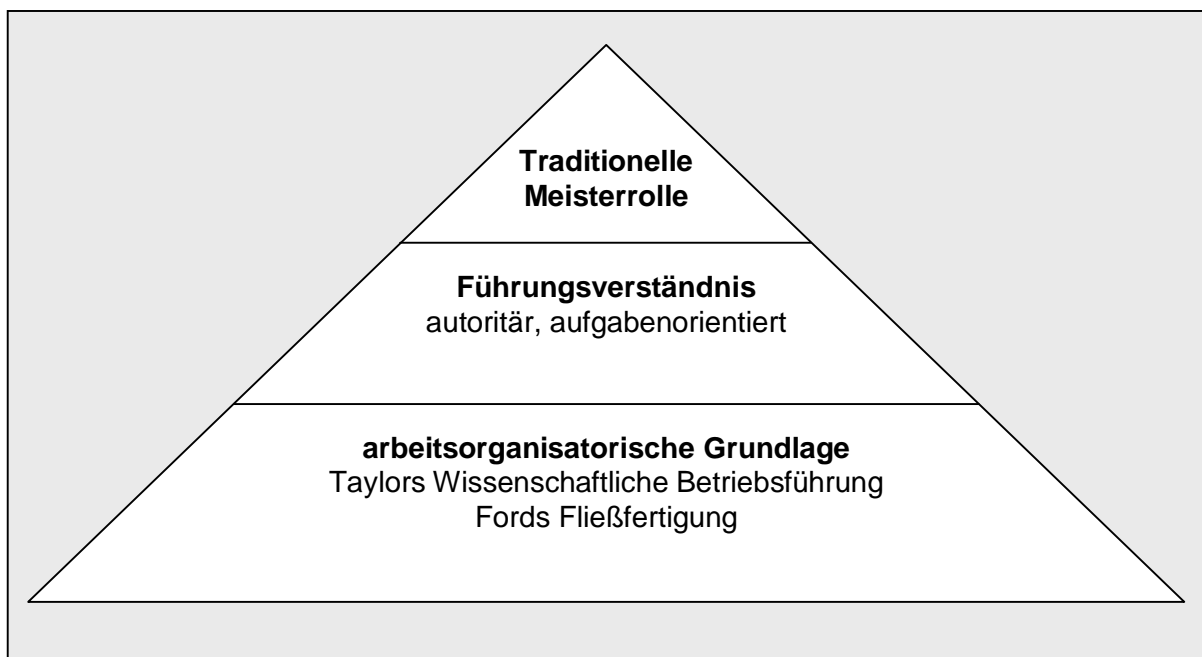 Traditionelle
Meisterrolle
Führungsverständnis
autoritär, aufgabenorientiert
arbeitsorganisatorische Grundlage
Taylors Wissenschaftliche Betriebsführung
Fords Fließfertigung